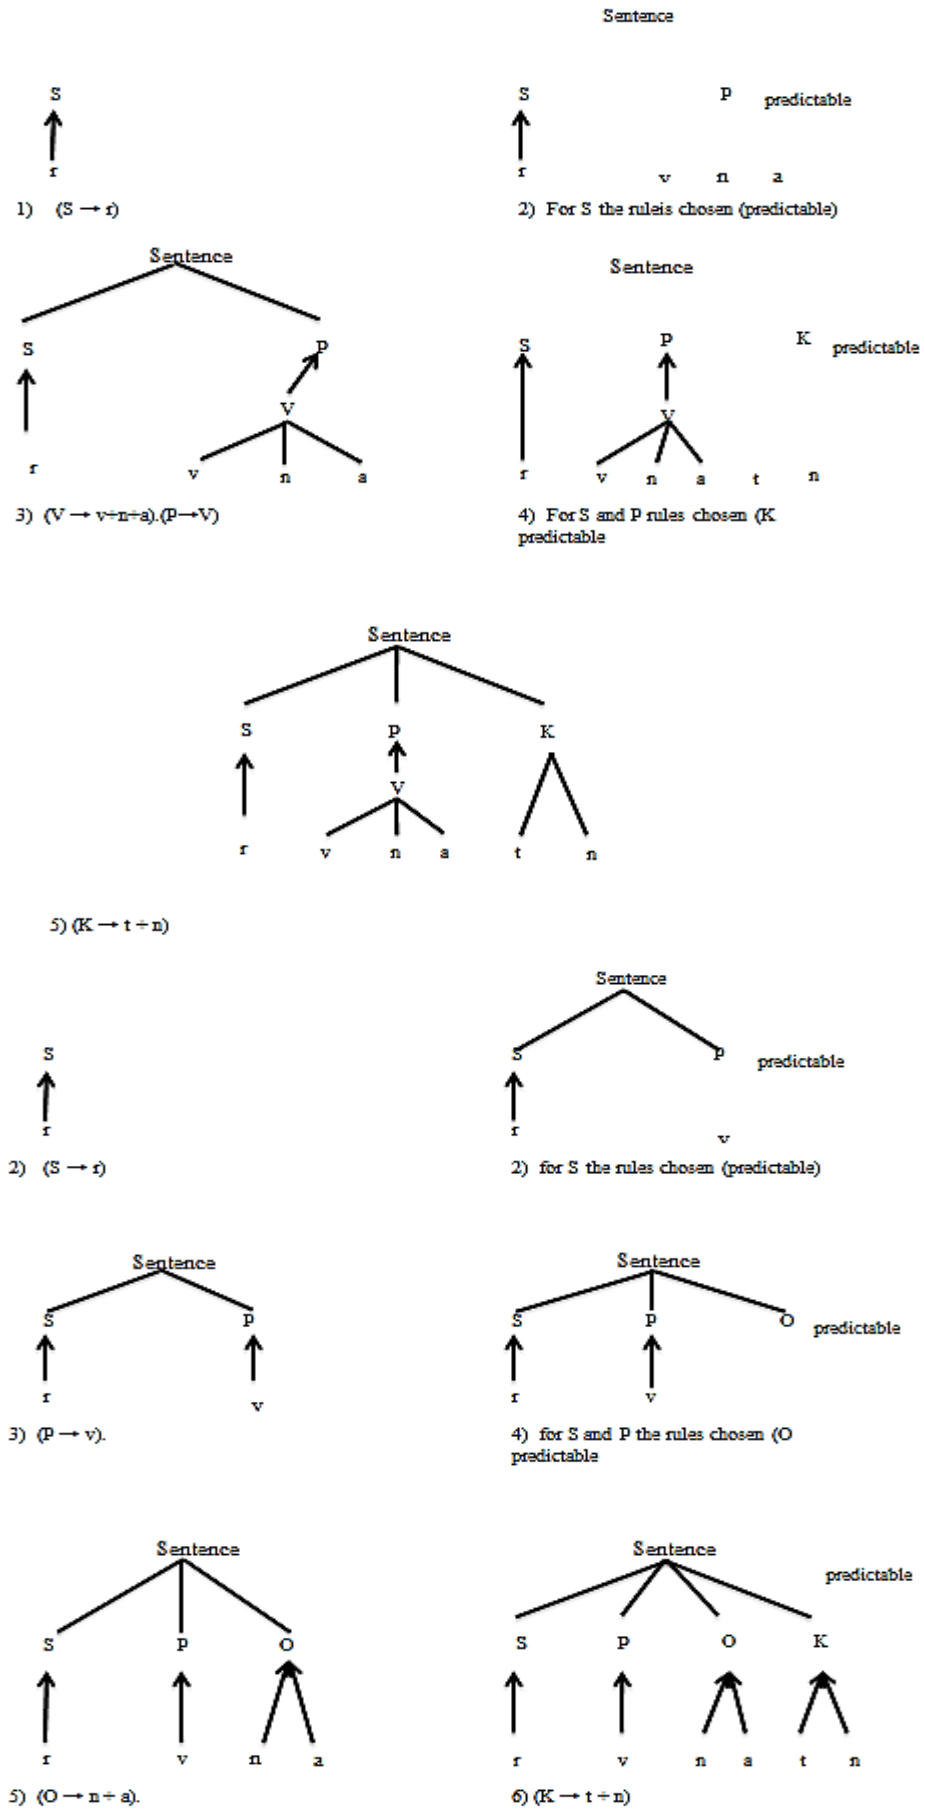 Sentence
S
S P predictable
r
r
v n a
1) (S → r)
2) For S the ruleis chosen (predictable)
Sentence
Sentence
S P
S P K predictable
V
V
r v n a
r v n a t n
3) (V → v+n+a).(P→V)
4) For S and P rules chosen (K
predictable
Sentence
S P K
V
r v n a t n
5) (K → t + n)
Sentence
S
S P predictable
r
r
v
2) (S → r)
2) for S the rules chosen (predictable)
Sentence
Sentence
S P
S P O predictable
r v
r v
3) (P → v).
4) for S and P the rules chosen (O
predictable
Sentence
Sentence
predictable
S P O
S P O K
r v n a
r v n a t n
5) (O → n + a).
6) (K → t + n)